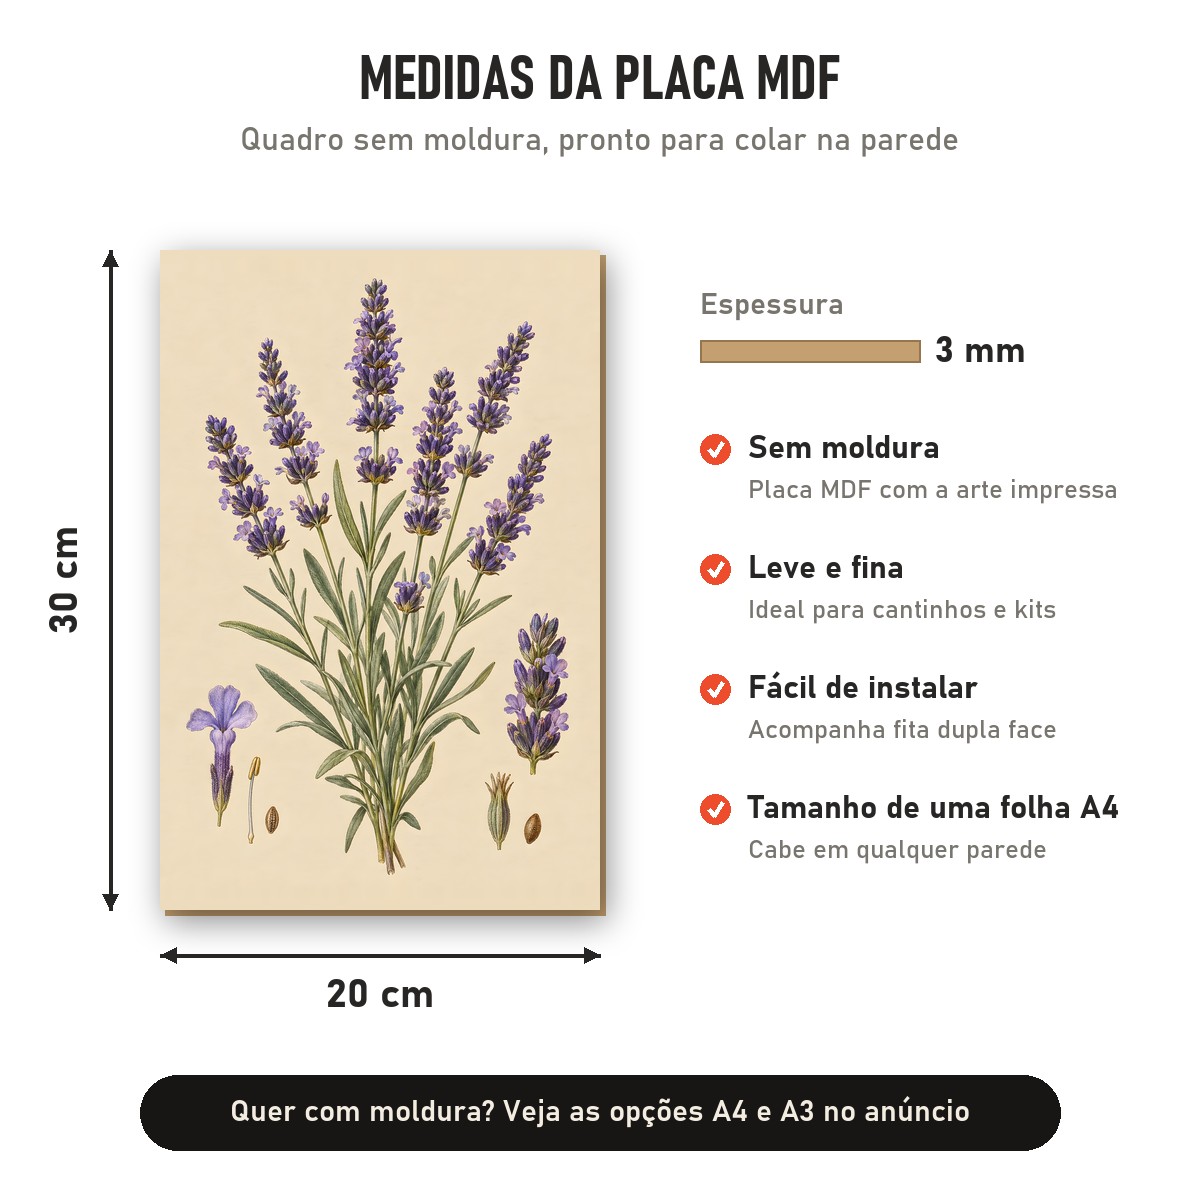 MEDIDAS DA PLACA MDF
Quadro sem moldura, pronto para colar na parede
30 cm
20 cm
Espessura
3 mm
Sem moldura
Placa MDF com a arte impressa
Leve e fina
Ideal para cantinhos e kits
Fácil de instalar
Acompanha fita dupla face
Tamanho de uma folha A4
Cabe em qualquer parede
Quer com moldura? Veja as opções A4 e A3 no anúncio